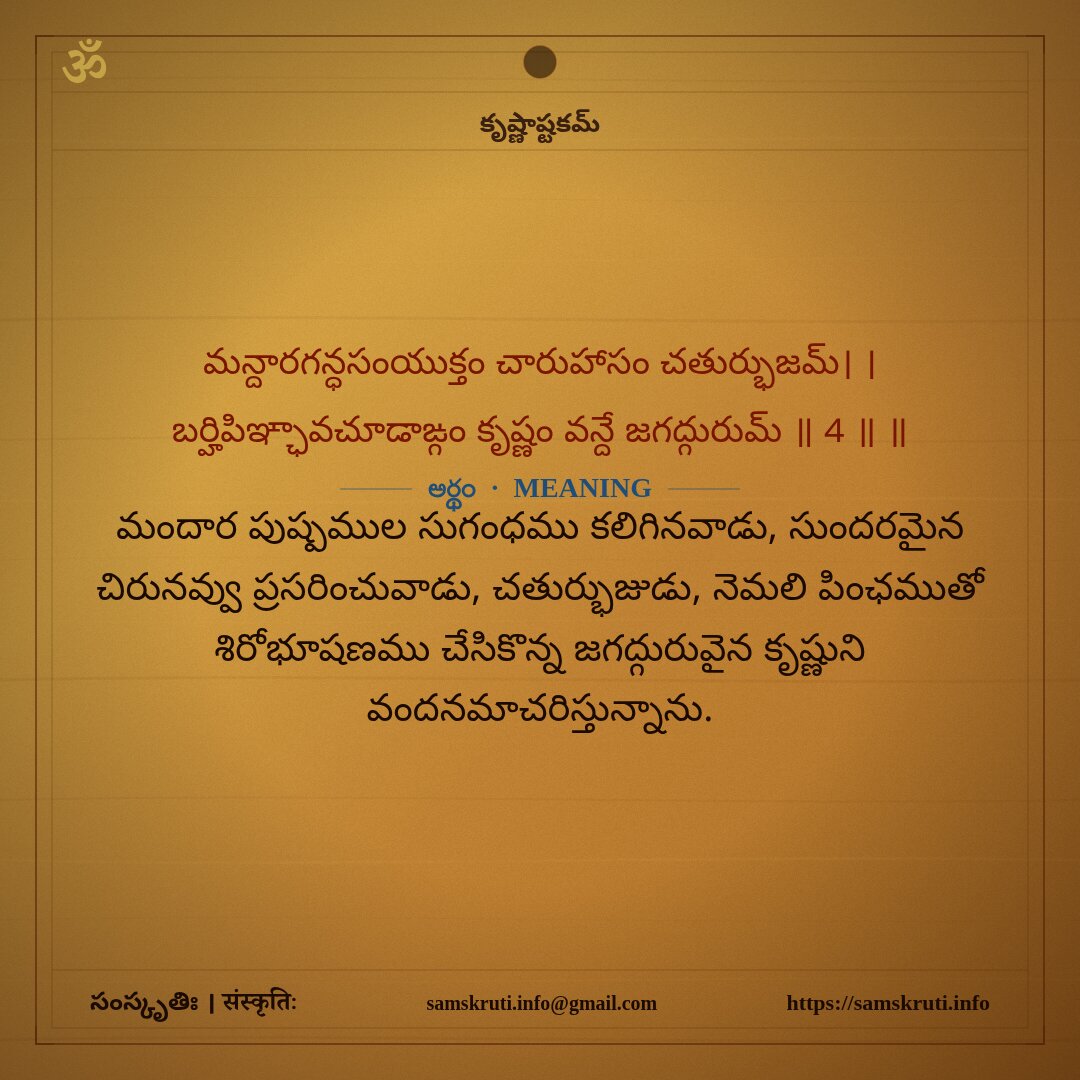 ॐ
కృష్ణాష్టకమ్
మన్దారగన్ధసంయుక్తం చారుహాసం చతుర్భుజమ్। ।
బర్హిపిఞ్ఛావచూడాఙ్గం కృష్ణం వన్దే జగద్గురుమ్ ॥ 4 ॥ ॥
అర్థం · MEANING
మందార పుష్పముల సుగంధము కలిగినవాడు, సుందరమైన
చిరునవ్వు ప్రసరించువాడు, చతుర్భుజుడు, నెమలి పింఛముతో
శిరోభూషణము చేసికొన్న జగద్గురువైన కృష్ణుని
వందనమాచరిస్తున్నాను.
సంస్కృతిః | संस्कृतिः samskruti.info@gmail.com https://samskruti.info